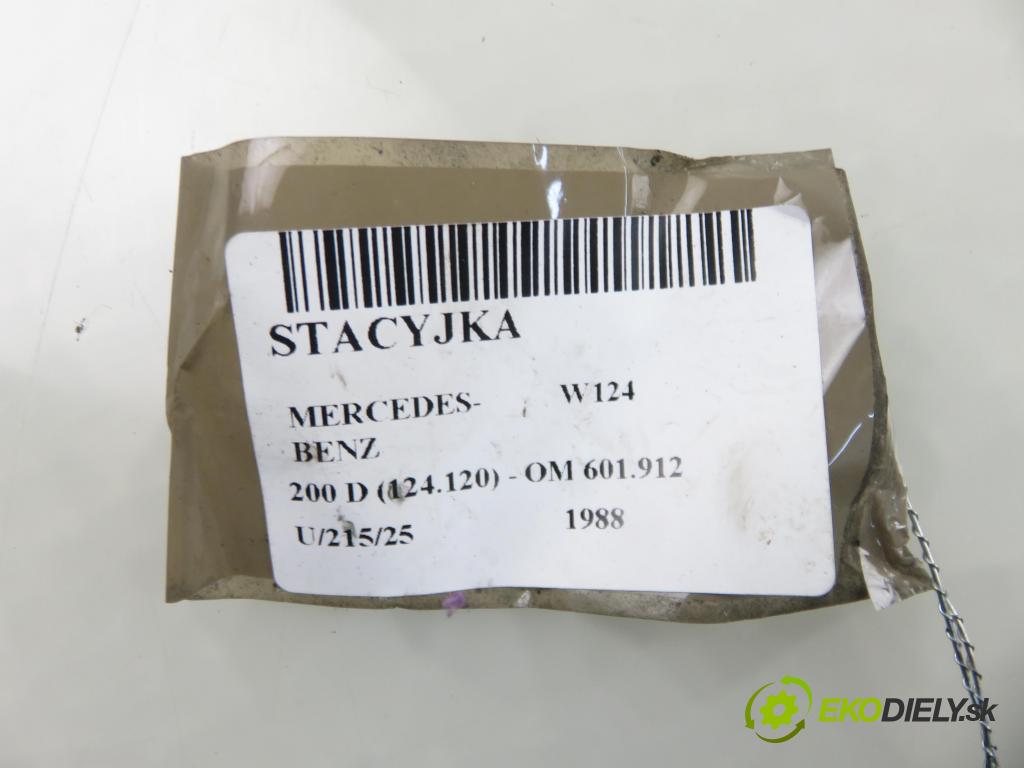 STACYJKA
MERCEDES- W124
BENZ
200 D (124.120) - OM 601.912
U/215/25 1988
EKODIELY.sk